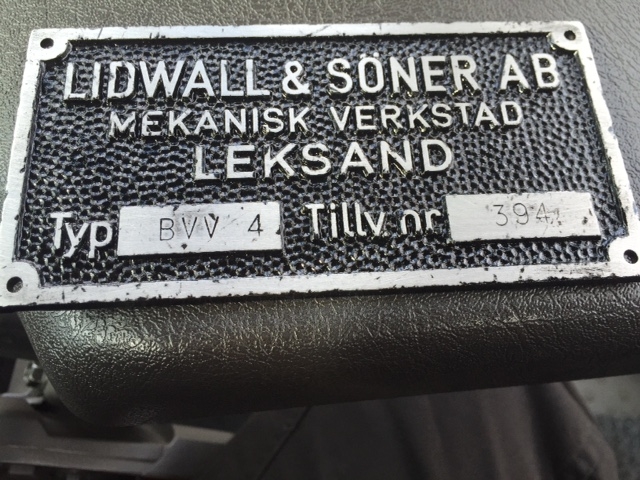 LIDWALL & SÖNER AB
MEKANISK VERKSTAD
LEKSAND
Typ BVV 4 Tillv. nr 394